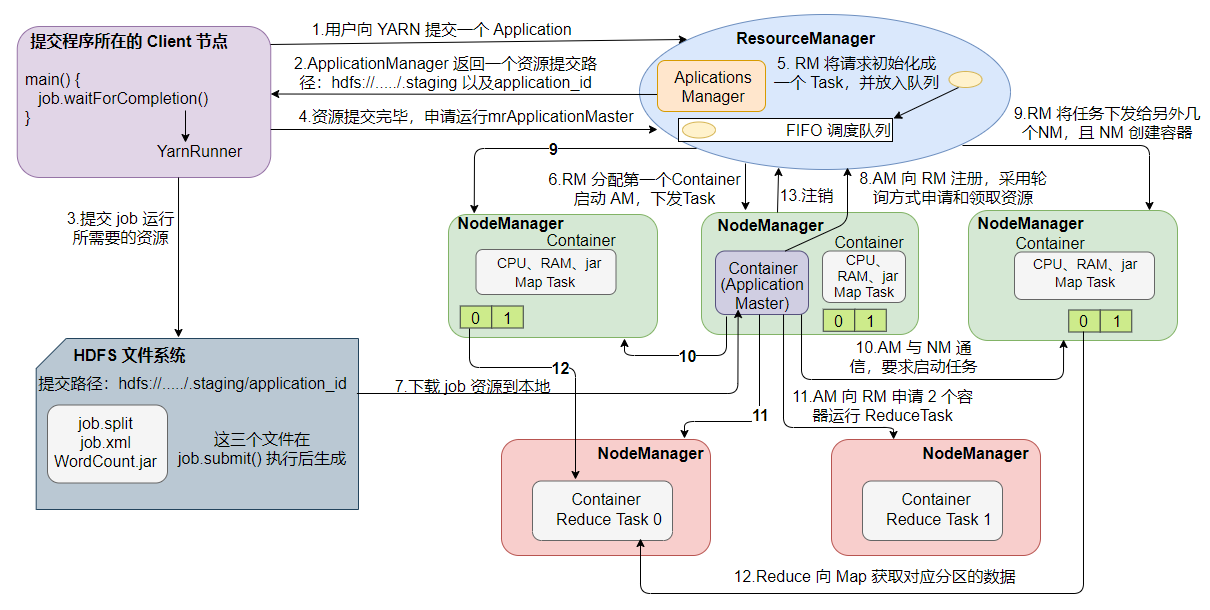 提交程序所在的 Client 节点
main() {
job.waitForCompletion()
}
YarnRunner
1.用户向 YARN 提交一个 Application
2.ApplicationManager 返回一个资源提交路
径：hdfs://...../.staging 以及application_id
4.资源提交完毕，申请运行mrApplicationMaster
ResourceManager
Aplications
Manager
5. RM 将请求初始化成
一个 Task，并放入队列
FIFO 调度队列
9.RM 将任务下发给另外几
个NM，且 NM 创建容器
9
6.RM 分配第一个Container
启动 AM，下发Task
13.注销
8.AM 向 RM 注册，采用轮
询方式申请和领取资源
3.提交 job 运行
所需要的资源
NodeManager
Container
CPU、RAM、jar
Map Task
0 1
NodeManager
Container
(Application
Master)
Container
CPU、
RAM、jar
Map Task
0 1
NodeManager
Container
CPU、RAM、jar
Map Task
0 1
10
10.AM 与 NM 通
信，要求启动任务
HDFS 文件系统
提交路径：hdfs://...../.staging/application_id
job.split
job.xml
WordCount.jar
这三个文件在
job.submit() 执行后生成
12
7.下载 job 资源到本地
11
11.AM 向 RM 申请 2 个容
器运行 ReduceTask
NodeManager
Container
Reduce Task 0
NodeManager
Container
Reduce Task 1
12.Reduce 向 Map 获取对应分区的数据